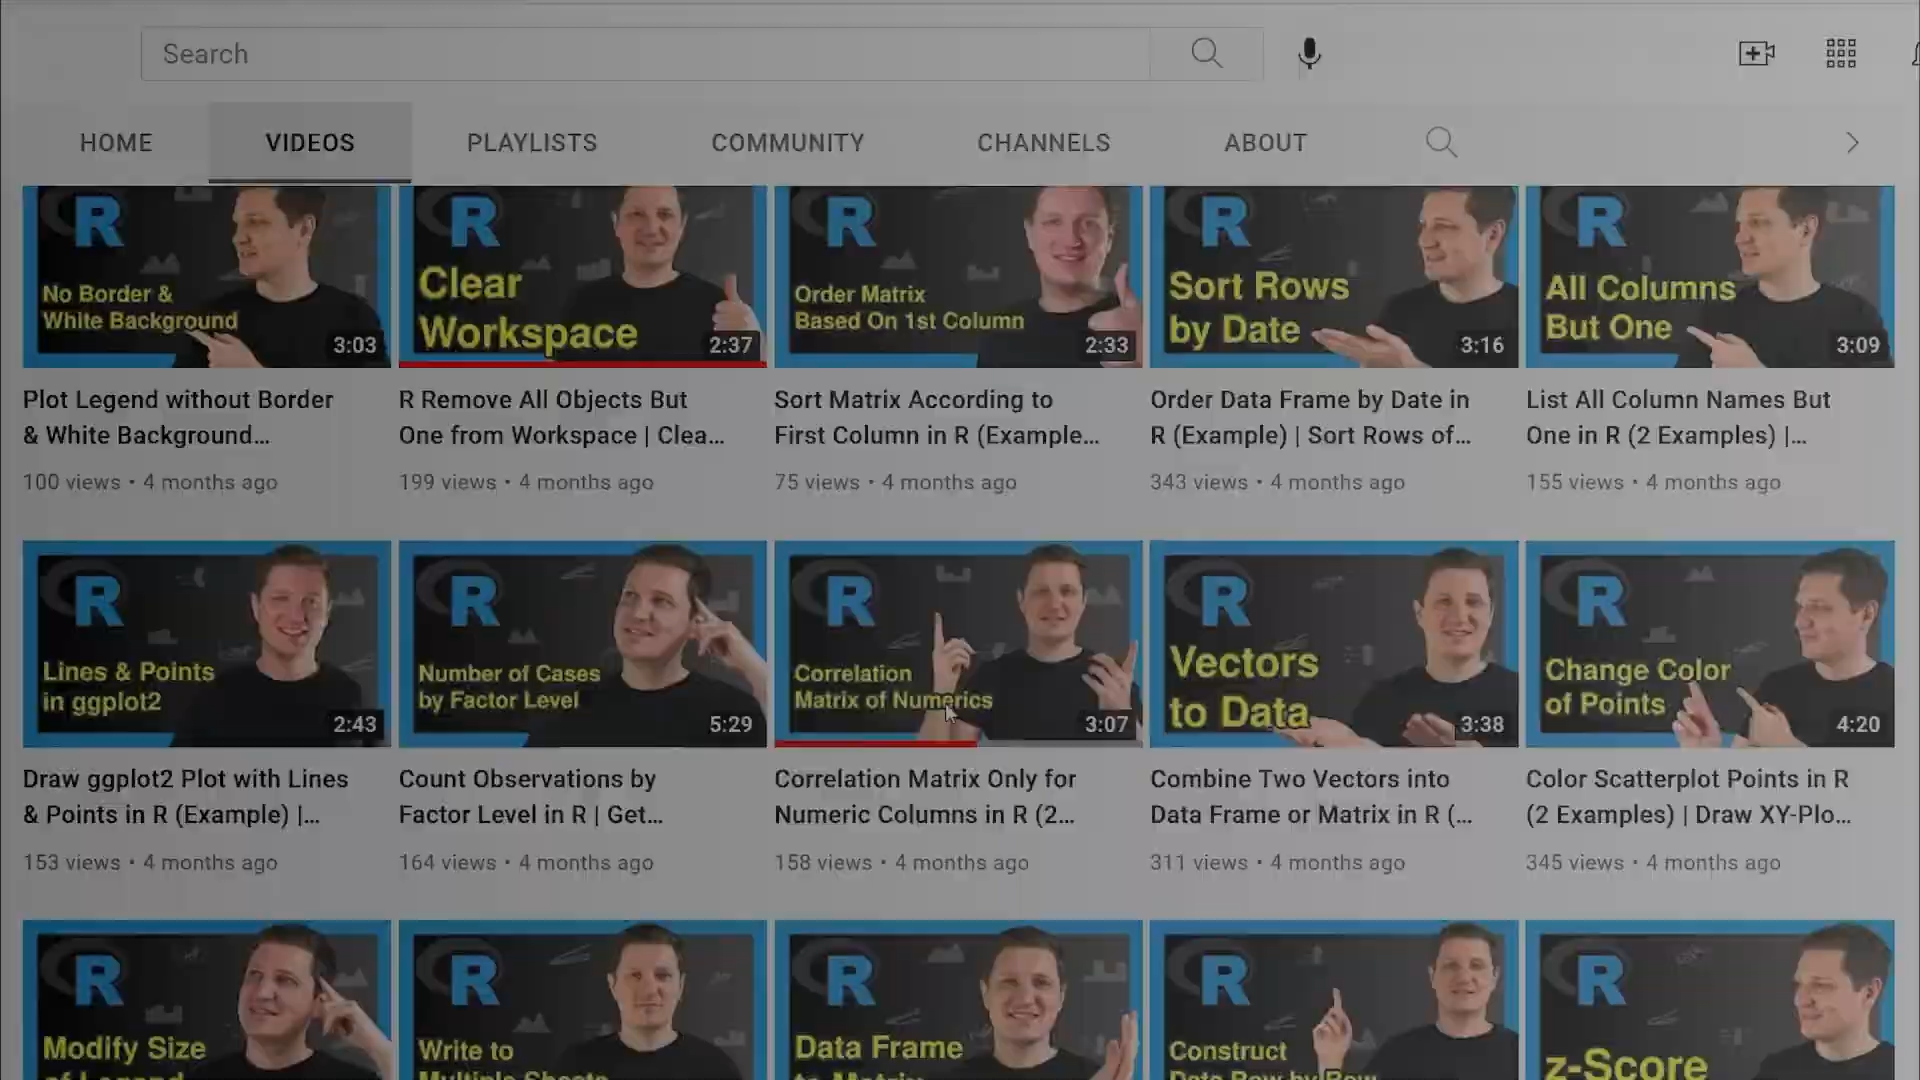 Search
HOME
VIDEOS
PLAYLISTS
COMMUNITY
CHANNELS
ABOUT
R
No Border &
White Background
3:03
R
Clear
Workspace
2:37
R
Order Matrix
Based On 1st Column
2:33
R
Sort Rows
by Date
3:16
R
All Columns
But One
3:09
Plot Legend without Border
& White Background...
100 views • 4 months ago
R Remove All Objects But
One from Workspace | Clea...
199 views • 4 months ago
Sort Matrix According to
First Column in R (Example...
75 views • 4 months ago
Order Data Frame by Date in
R (Example) | Sort Rows of...
343 views • 4 months ago
List All Column Names But
One in R (2 Examples) |...
155 views • 4 months ago
R
Lines & Points
in ggplot2
2:43
R
Number of Cases
by Factor Level
5:29
R
Correlation
Matrix of Numerics
3:07
R
Vectors
to Data
3:38
R
Change Color
of Points
4:20
Draw ggplot2 Plot with Lines
& Points in R (Example) |...
153 views • 4 months ago
Count Observations by
Factor Level in R | Get...
164 views • 4 months ago
Correlation Matrix Only for
Numeric Columns in R (2...
158 views • 4 months ago
Combine Two Vectors into
Data Frame or Matrix in R (...
311 views • 4 months ago
Color Scatterplot Points in R
(2 Examples) | Draw XY-Plo...
345 views • 4 months ago
R
Modify Size
of Legend
R
Write to
Multiple Sheets
R
Data Frame
to Matrix
R
Construct
Data Row by Row
R
z-Score